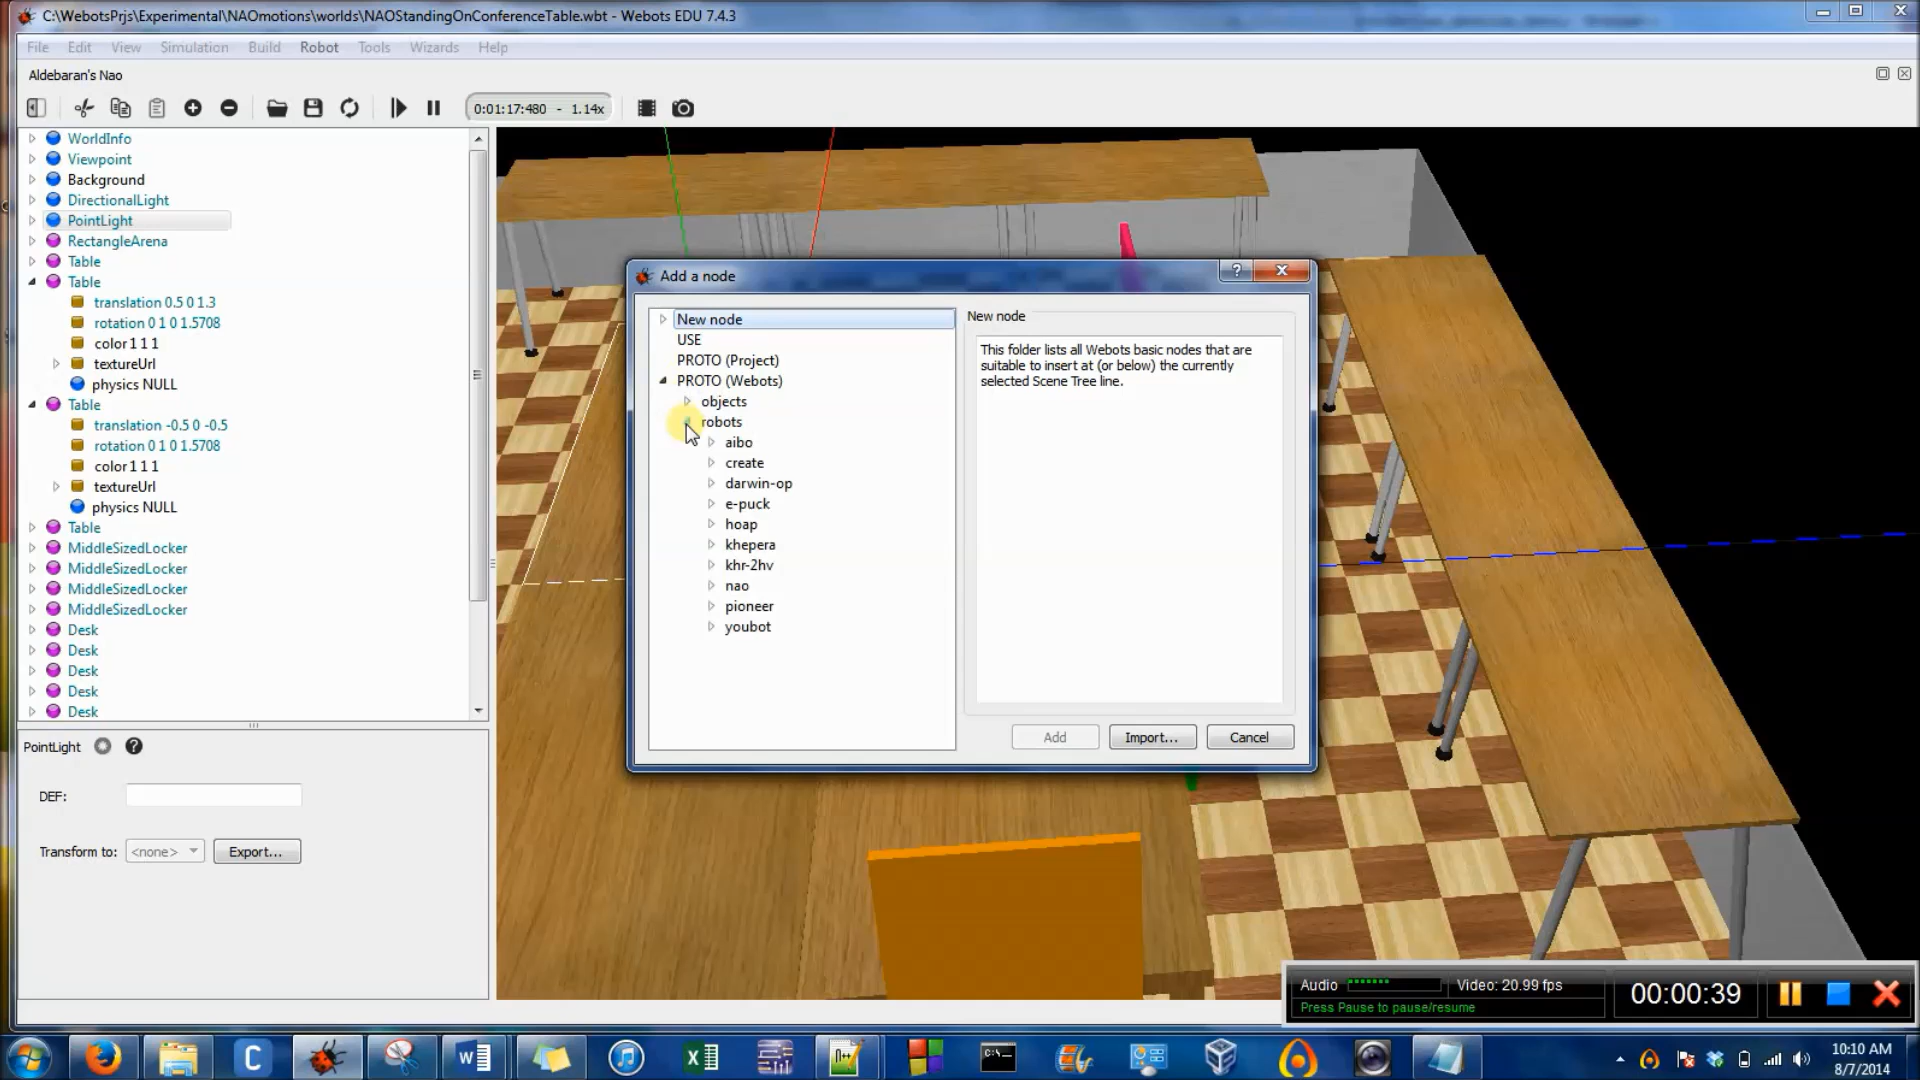 C:\WebotsPrjs\Experimental\NAOmotions\worlds\NAOStandingOnConferenceTable.wbt - Webots EDU 7.4.3
File Edit View Simulation Build Robot Tools Wizards Help
Aldebaran's Nao
0:01:17:480 - 1.14x
WorldInfo
Viewpoint
Background
DirectionalLight
PointLight
RectangleArena
Table
Table
translation 0.5 0 1.3
rotation 0 1 0 1.5708
color 1 1 1
textureUrl
physics NULL
Table
translation -0.5 0 -0.5
rotation 0 1 0 1.5708
color 1 1 1
textureUrl
physics NULL
Table
MiddleSizedLocker
MiddleSizedLocker
MiddleSizedLocker
MiddleSizedLocker
Desk
Desk
Desk
Desk
Desk
PointLight
DEF:
Transform to: <none> Export...
Add a node
New node
USE
PROTO (Project)
PROTO (Webots)
objects
robots
aibo
create
darwin-op
e-puck
hoap
khepera
khr-2hv
nao
pioneer
youbot
New node
This folder lists all Webots basic nodes that are
suitable to insert at (or below) the currently
selected Scene Tree line.
Add Import... Cancel
Audio Video: 20.99 fps
Press Pause to pause/resume
00:00:39
10:10 AM
8/7/2014